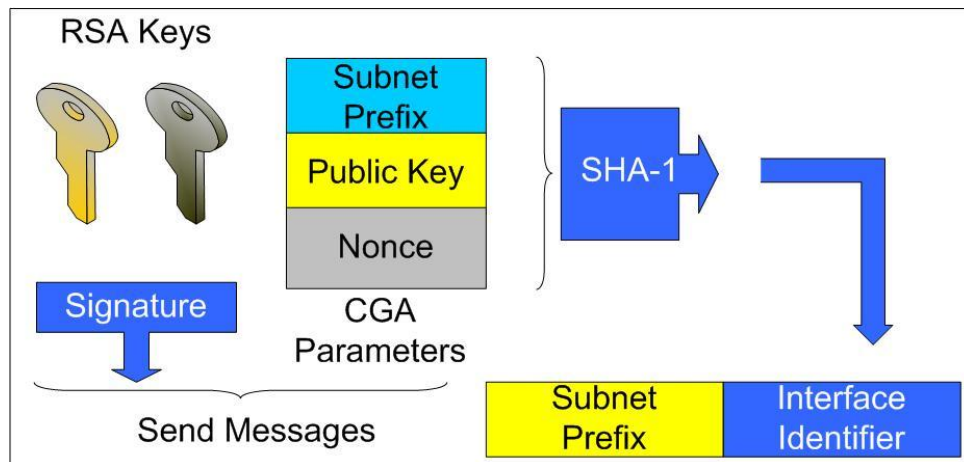 RSA Keys
Subnet
Prefix
Public Key
Nonce
CGA
Parameters
SHA-1
Signature
Send Messages
Subnet
Prefix
Interface
Identifier